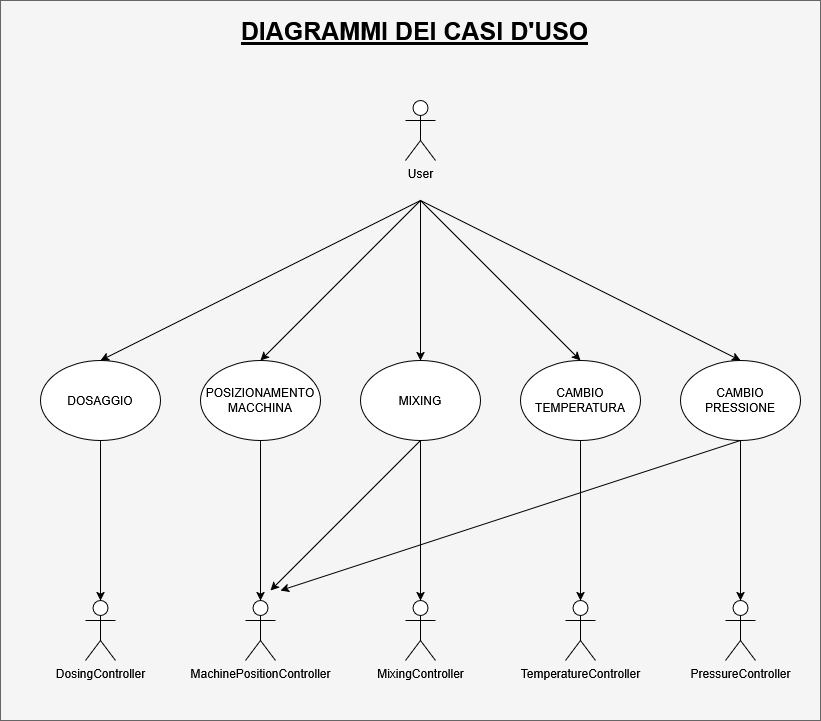 DIAGRAMMI DEI CASI D'USO
User
DOSAGGIO
POSIZIONAMENTO
MACCHINA
MIXING
CAMBIO
TEMPERATURA
CAMBIO
PRESSIONE
DosingController
MachinePositionController
MixingController
TemperatureController
PressureController